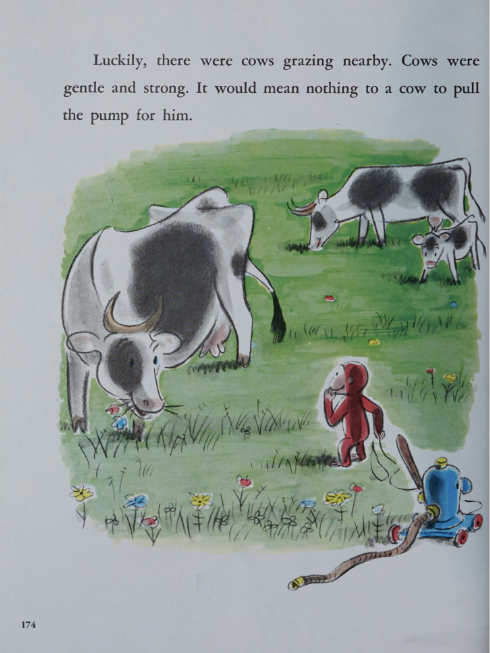 Luckily, there were cows grazing nearby. Cows were
gentle and strong. It would mean nothing to a cow to pull
the pump for him.
174